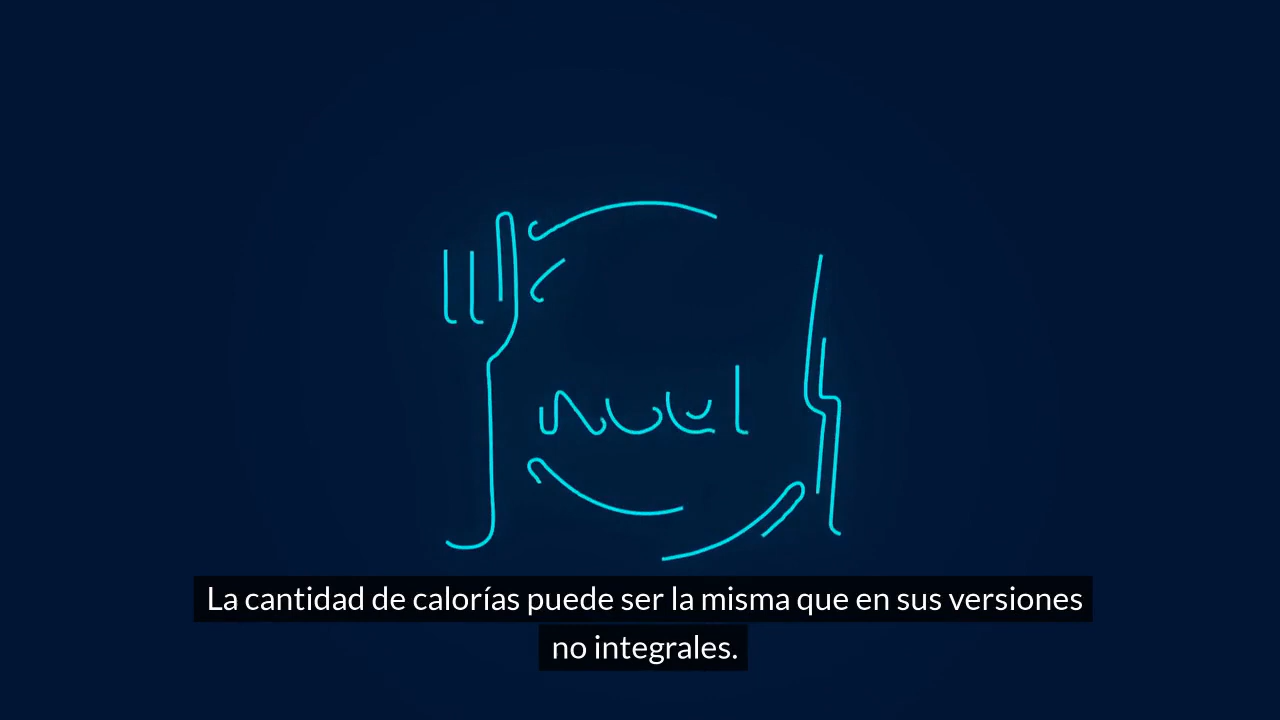 La cantidad de calorías puede ser la misma que en sus versiones
no integrales.